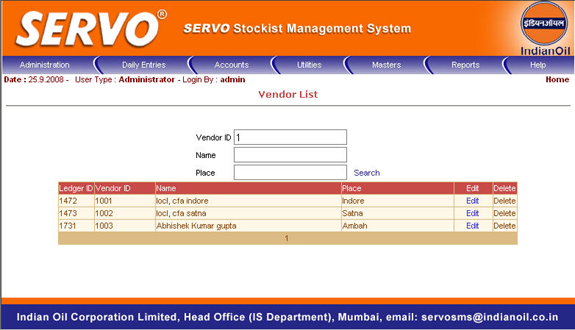 SERVO® SERVO Stockist Management System
इंडियनऑयल
IndianOil
Administration Daily Entries Accounts Utilities Masters Reports Help
Date : 25.9.2008 - User Type : Administrator - Login By : admin Home
Vendor List
Vendor ID 1
Name
Place Search
Ledger ID Vendor ID Name Place Edit Delete
1472 1001 Iocl, cfa indore Indore Edit Delete
1473 1002 Iocl, cfa satna Satna Edit Delete
1731 1003 Abhishek Kumar gupta Ambah Edit Delete
1
Indian Oil Corporation Limited, Head Office (IS Department), Mumbai, email: servosms@indianoil.co.in